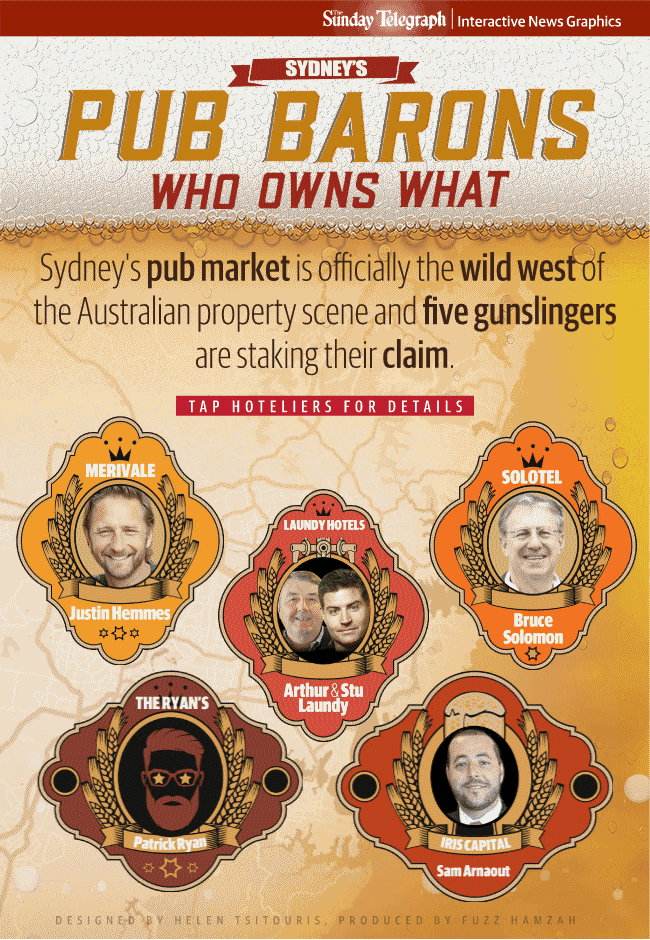 The Sunday Telegraph | Interactive News Graphics
SYDNEY'S
PUB BARONS
WHO OWNS WHAT
Sydney's pub market is officially the wild west of
the Australian property scene and five gunslingers
are staking their claim.
TAP HOTELIERS FOR DETAILS
MERIVALE
Justin Hemmes
LAUNDY HOTELS
Arthur & Stu
Laundy
SOLOTEL
Bruce
Solomon
THE RYAN'S
Patrick Ryan
IRIS CAPITAL
Sam Arnaout
DESIGNED BY HELEN TSITOURIS, PRODUCED BY FUZZ HAMZAH